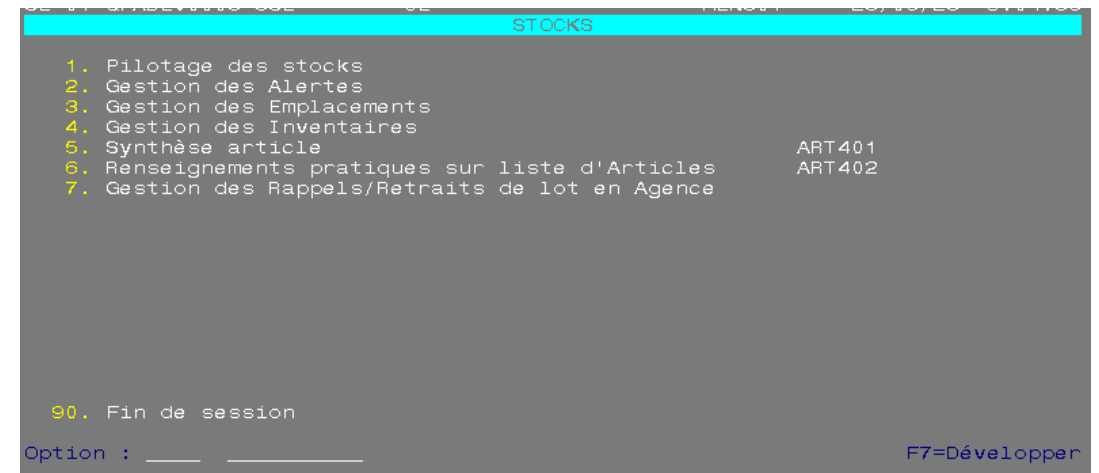 STOCKS
1. Pilotage des stocks
2. Gestion des Alertes
3. Gestion des Emplacements
4. Gestion des Inventaires
5. Synthèse article ART401
6. Renseignements pratiques sur liste d'Articles ART402
7. Gestion des Rappels/Retraits de lot en Agence
90. Fin de session
Option : ____ __________ F7=Développer